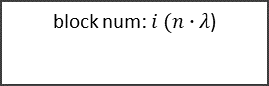 block num: 𝑖 (𝑛 · 𝜆)